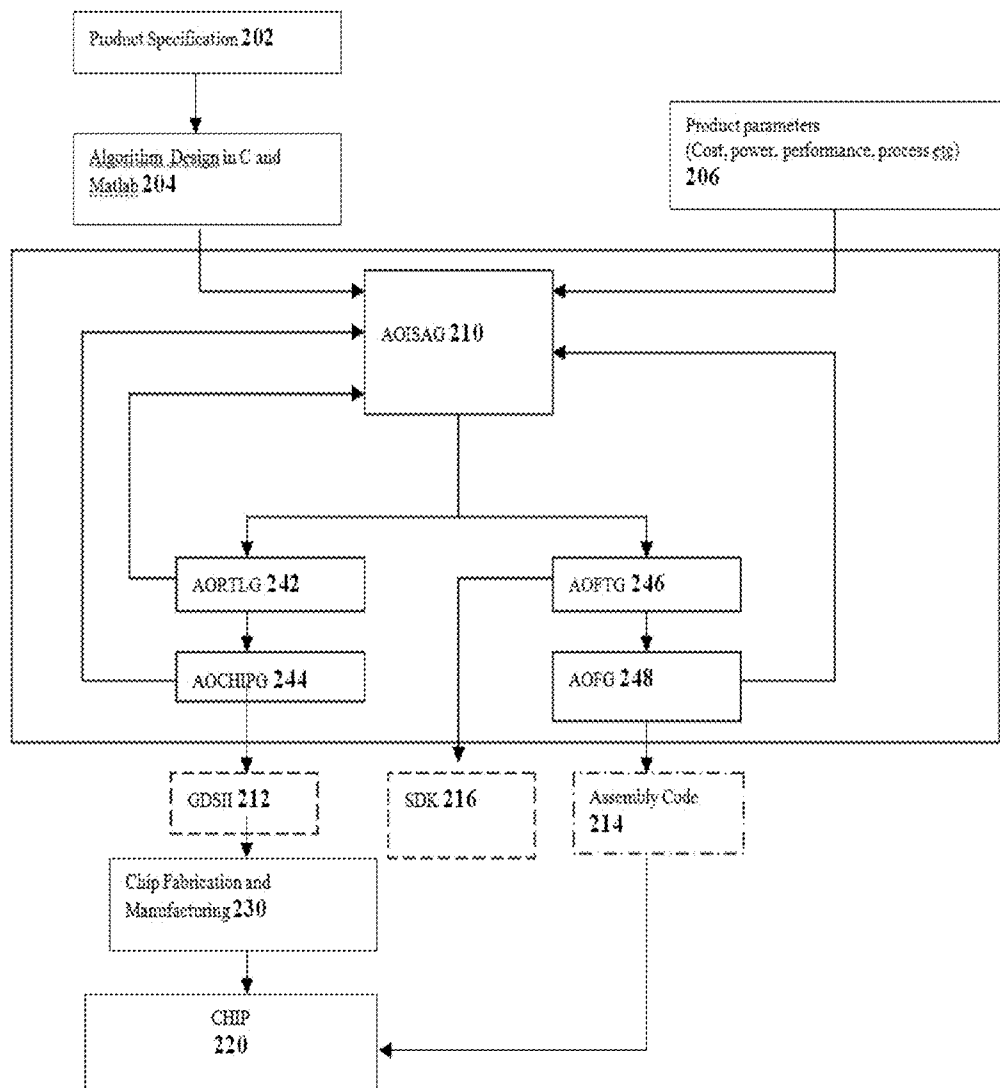 Product Specification 202
Algorithm Design in C and
Matlab 204
Product parameters
(Cost, power, performance, process etc)
206
AOISAG 210
AORTLG 242
AOPTG 246
AOCHIPG 244
AOFG 248
GDSII 212
SDK 216
Assembly Code
214
Chip Fabrication and
Manufacturing 230
CHIP
220